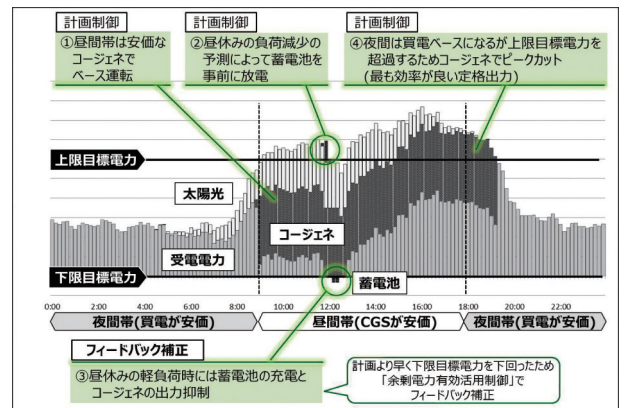 計画制御
①昼間帯は安価な
コージェネで
ベース運転
計画制御
②昼休みの負荷減少の
予測によって蓄電池を
事前に放電
計画制御
④夜間は買電ベースになるが上限目標電力を
超過するためコージェネでピークカット
(最も効率が良い定格出力)
上限目標電力
太陽光
コージェネ
受電電力
下限目標電力
蓄電池
0:00 2:00 4:00 6:00 8:00 10:00 12:00 14:00 16:00 18:00 20:00 22:00
夜間帯(買電が安価) 昼間帯(CGSが安価) 夜間帯(買電が安価)
フィードバック補正
③昼休みの軽負荷時には蓄電池の充電と
コージェネの出力抑制
計画より早く下限目標電力を下回ったため
「余剰電力有効活用制御」で
フィードバック補正